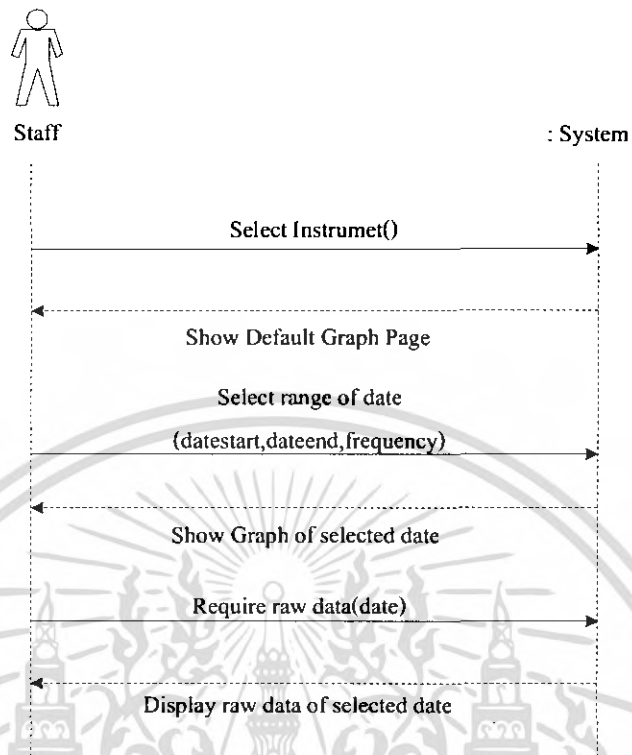 Staff
: System
Select Instrumet()
Show Default Graph Page
Select range of date
(datestart,dateend,frequency)
Show Graph of selected date
Require raw data(date)
Display raw data of selected date